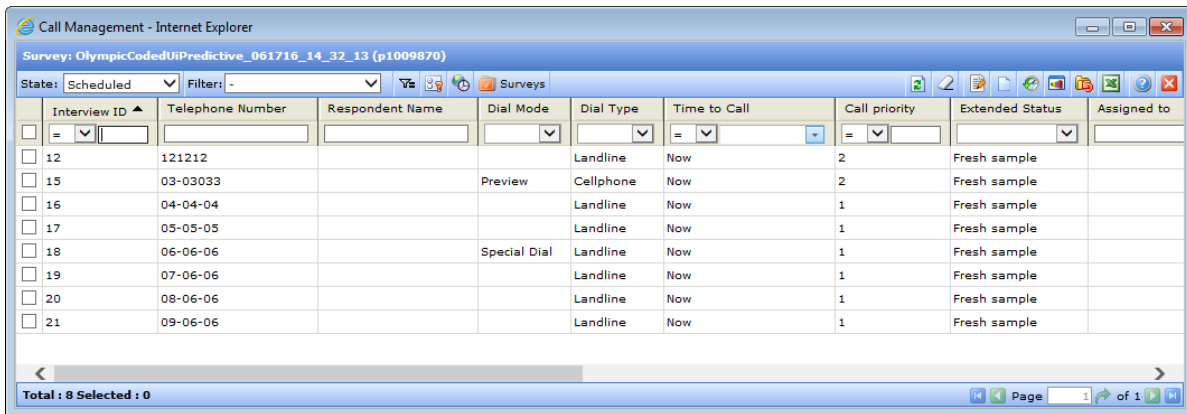 Call Management - Internet Explorer
Survey: OlympicCodedUiPredictive_061716_14_32_13 (p1009870)
State: Scheduled Filter: - Surveys
Interview ID Telephone Number Respondent Name Dial Mode Dial Type Time to Call Call priority Extended Status Assigned to
= = =
12 121212 Landline Now 2 Fresh sample
15 03-03033 Preview Cellphone Now 2 Fresh sample
16 04-04-04 Landline Now 1 Fresh sample
17 05-05-05 Landline Now 1 Fresh sample
18 06-06-06 Special Dial Landline Now 1 Fresh sample
19 07-06-06 Landline Now 1 Fresh sample
20 08-06-06 Landline Now 1 Fresh sample
21 09-06-06 Landline Now 1 Fresh sample
Total : 8 Selected : 0 Page 1 of 1